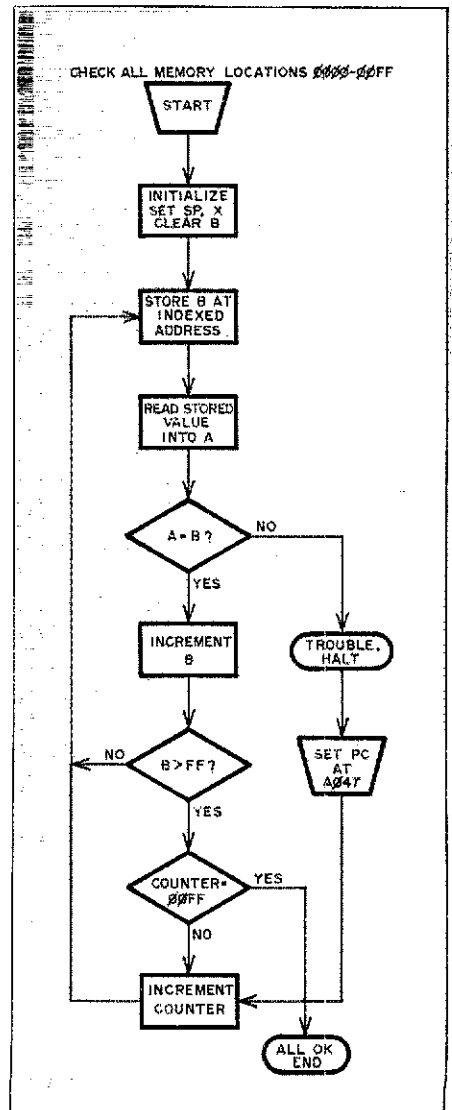 CHECK ALL MEMORY LOCATIONS ØØØØ-ØØFF
START
INITIALIZE
SET SP, X
CLEAR B
STORE B AT
INDEXED
ADDRESS
READ STORED
VALUE
INTO A
A=B?
NO
YES
INCREMENT
B
TROUBLE,
HALT
NO
B>FF?
SET PC
AT
AØ47
YES
COUNTER=
ØØFF
YES
NO
INCREMENT
COUNTER
ALL OK
END